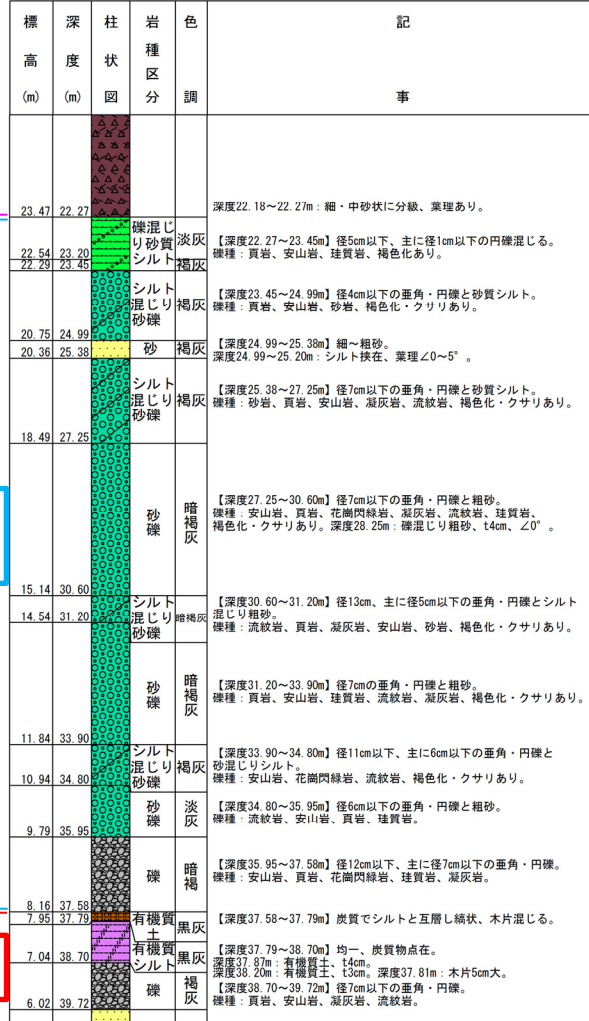 標高(m) 深度(m) 柱状図 岩種区分 色調 記事
深度22.18～22.27m：細・中砂状に分級、葉理あり。
23.47 22.27
礫混じり砂質シルト 淡灰
【深度22.27～23.45m】径5cm以下、主に径1cm以下の円礫混じる。
礫種：頁岩、安山岩、珪質岩、褐色化あり。
22.54 23.20
褐灰
22.29 23.45
シルト混じり砂礫 褐灰
【深度23.45～24.99m】径4cm以下の亜角・円礫と砂質シルト。
礫種：頁岩、安山岩、砂岩、褐色化・クサリあり。
20.75 24.99
砂 褐灰
【深度24.99～25.38m】細～粗砂。
深度24.99～25.20m：シルト挟在、葉理∠0～5°。
20.36 25.38
シルト混じり砂礫 褐灰
【深度25.38～27.25m】径7cm以下の亜角・円礫と砂質シルト。
礫種：砂岩、頁岩、安山岩、凝灰岩、流紋岩、褐色化・クサリあり。
18.49 27.25
砂礫 暗褐灰
【深度27.25～30.60m】径7cm以下の亜角・円礫と粗砂。
礫種：安山岩、頁岩、花崗閃緑岩、凝灰岩、流紋岩、珪質岩、
褐色化・クサリあり。深度28.25m：礫混じり粗砂、t4cm、∠0°。
15.14 30.60
シルト混じり砂礫 暗褐灰
【深度30.60～31.20m】径13cm、主に径5cm以下の亜角・円礫とシルト
混じり粗砂。
礫種：流紋岩、頁岩、凝灰岩、安山岩、砂岩、褐色化・クサリあり。
14.54 31.20
砂礫 暗褐灰
【深度31.20～33.90m】径7cmの亜角・円礫と粗砂。
礫種：頁岩、安山岩、珪質岩、流紋岩、凝灰岩、褐色化・クサリあり。
11.84 33.90
シルト混じり砂礫 褐灰
【深度33.90～34.80m】径11cm以下、主に6cm以下の亜角・円礫と
砂混じりシルト。
礫種：安山岩、花崗閃緑岩、流紋岩、褐色化・クサリあり。
10.94 34.80
砂礫 淡灰
【深度34.80～35.95m】径6cm以下の亜角・円礫と粗砂。
礫種：流紋岩、安山岩、頁岩、珪質岩。
9.79 35.95
礫 暗褐
【深度35.95～37.58m】径12cm以下、主に径7cm以下の亜角・円礫。
礫種：安山岩、頁岩、花崗閃緑岩、珪質岩、凝灰岩。
8.16 37.58
有機質土 黒灰
【深度37.58～37.79m】炭質でシルトと互層し縞状、木片混じる。
7.95 37.79
有機質シルト 黒灰
【深度37.79～38.70m】均一、炭質物点在。
深度37.87m：有機質土、t4cm。
深度38.20m：有機質土、t3cm。深度37.81m：木片5cm大。
7.04 38.70
礫 褐灰
【深度38.70～39.72m】径7cm以下の亜角・円礫。
礫種：頁岩、安山岩、凝灰岩、流紋岩。
6.02 39.72